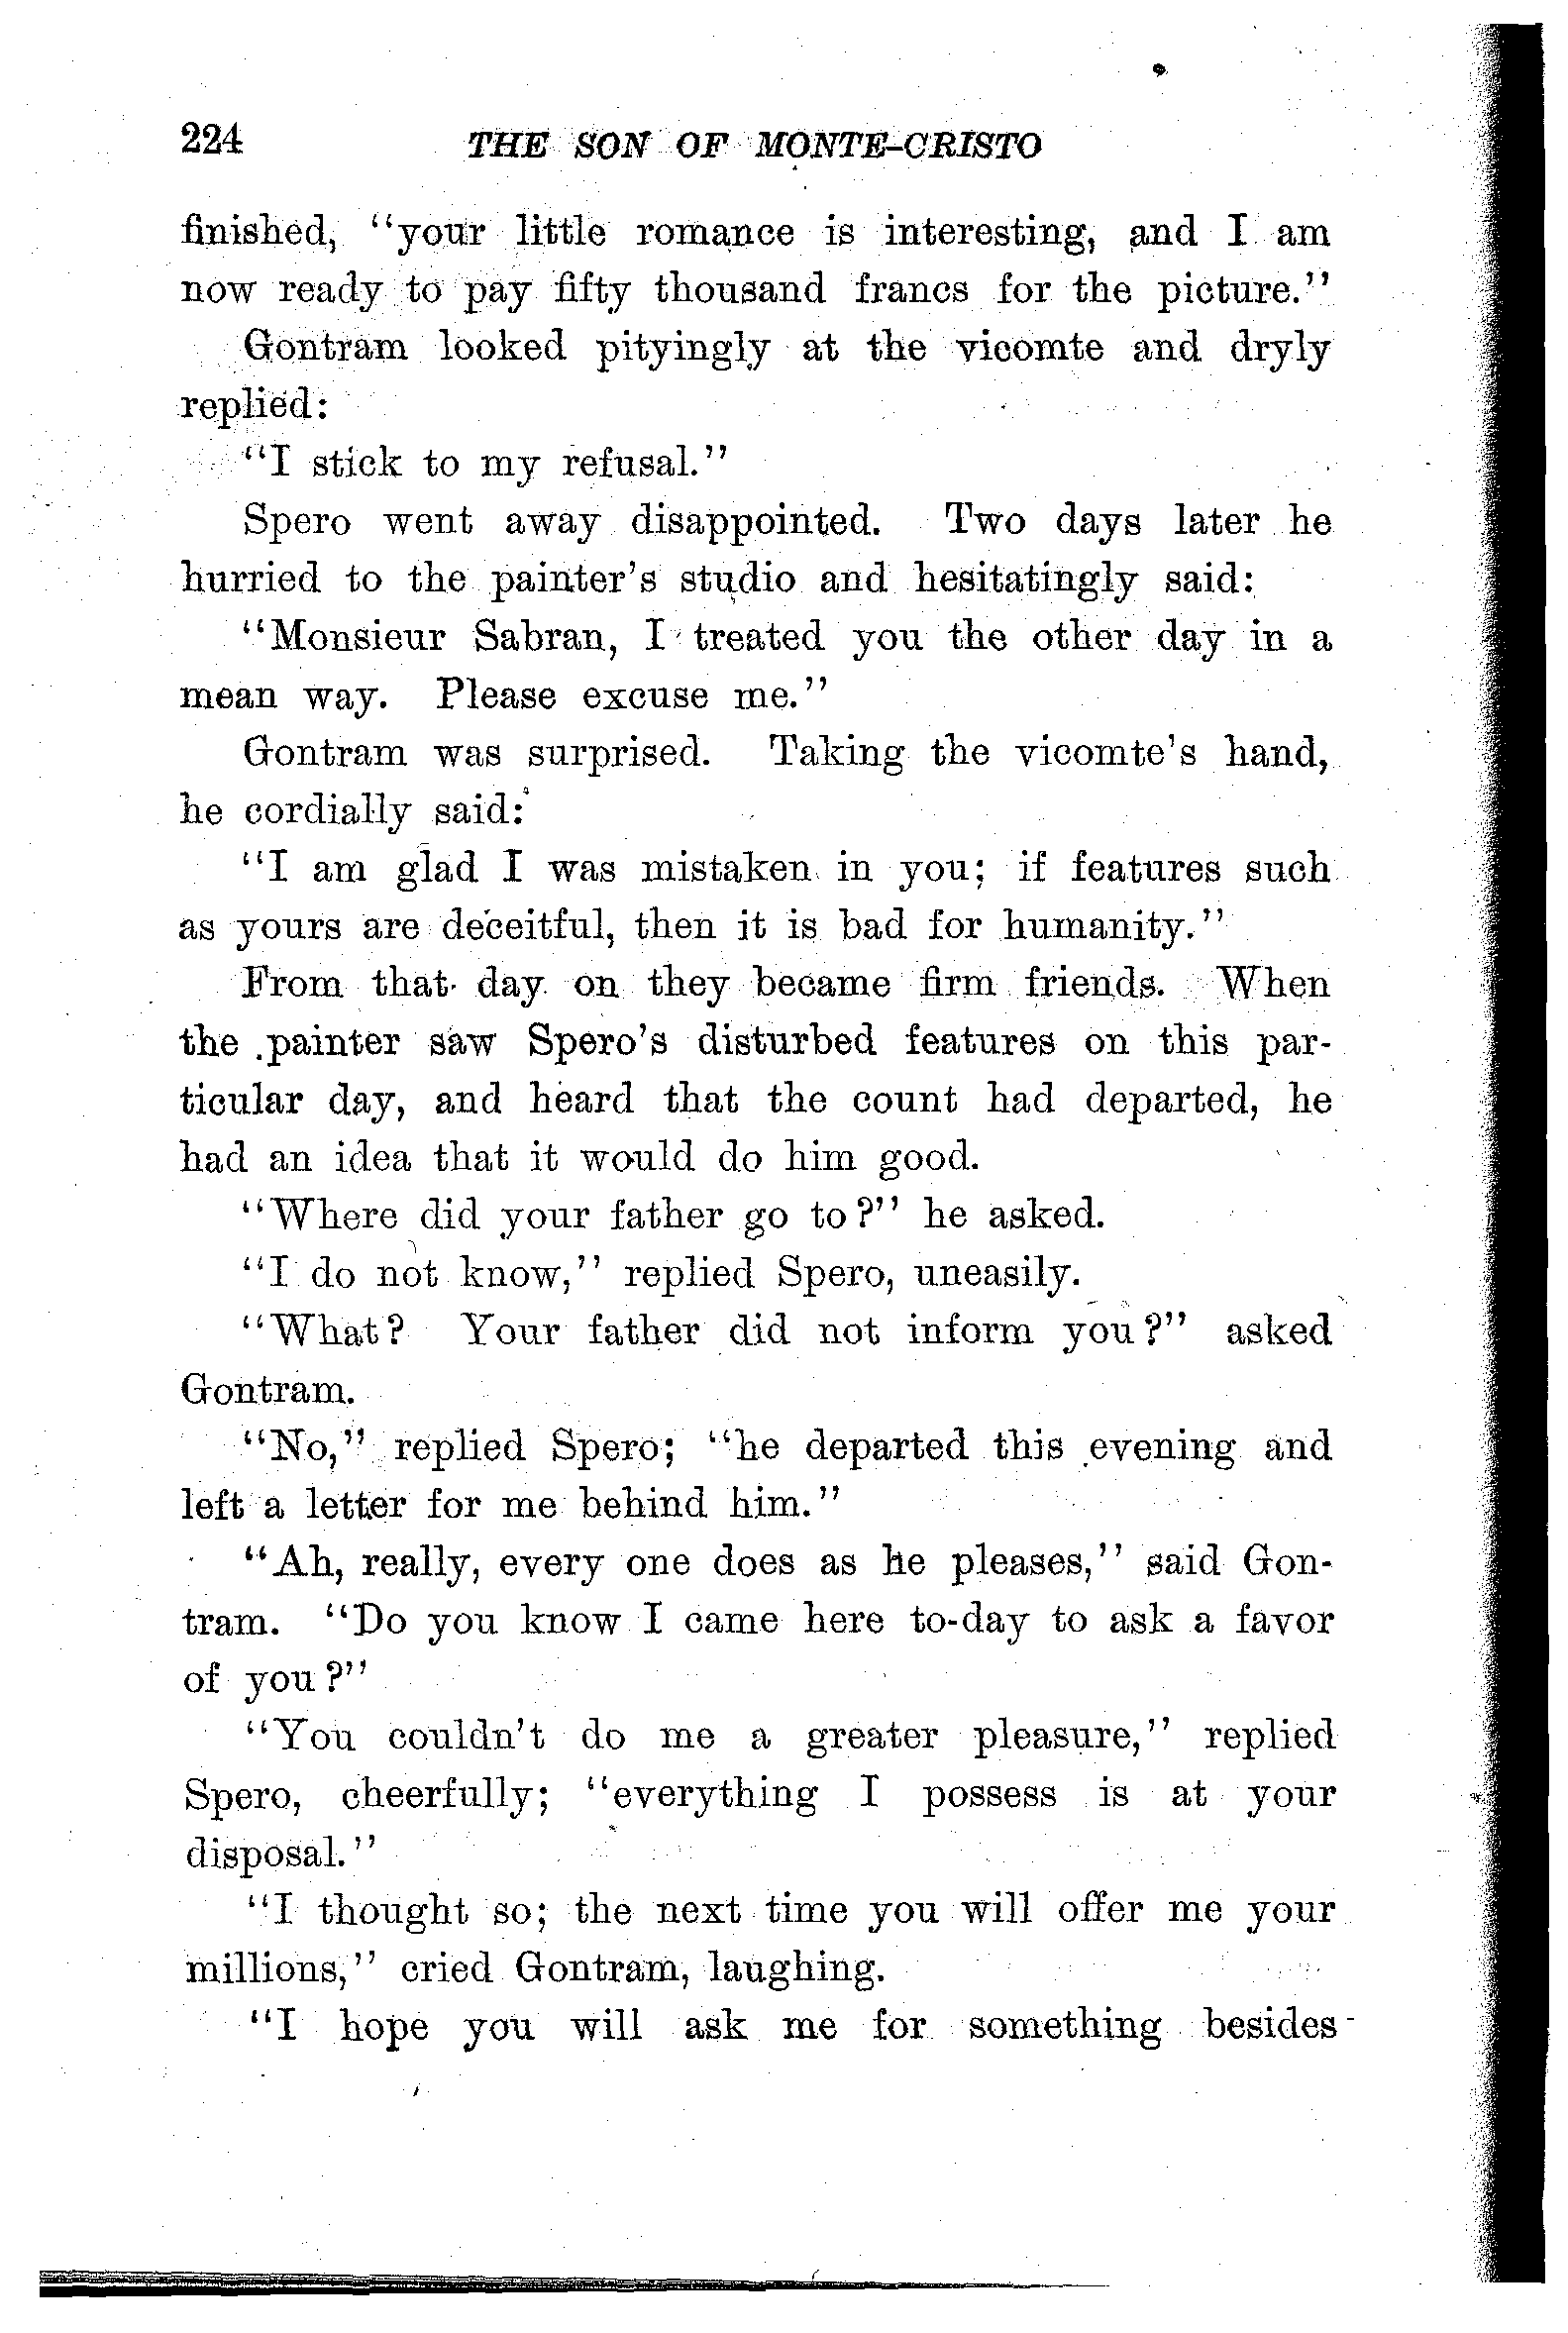 224 THE SON OF MONTE-CRISTO
finished, "your little romance is interesting, and I am
now ready to pay fifty thousand francs for the picture."
Gontram looked pityingly at the vicomte and dryly
replied:
"I stick to my refusal."
Spero went away disappointed. Two days later he
hurried to the painter's studio and hesitatingly said:
"Monsieur Sabran, I treated you the other day in a
mean way. Please excuse me."
Gontram was surprised. Taking the vicomte's hand,
he cordially said:
"I am glad I was mistaken in you; if features such
as yours are deceitful, then it is bad for humanity."
From that day on they became firm friends. When
the painter saw Spero's disturbed features on this par-
ticular day, and heard that the count had departed, he
had an idea that it would do him good.
"Where did your father go to?" he asked.
"I do not know," replied Spero, uneasily.
"What? Your father did not inform you?" asked
Gontram.
"No," replied Spero; "he departed this evening and
left a letter for me behind him."
"Ah, really, every one does as he pleases," said Gon-
tram. "Do you know I came here to-day to ask a favor
of you?"
"You couldn't do me a greater pleasure," replied
Spero, cheerfully; "everything I possess is at your
disposal."
"I thought so; the next time you will offer me your
millions," cried Gontram, laughing.
"I hope you will ask me for something besides